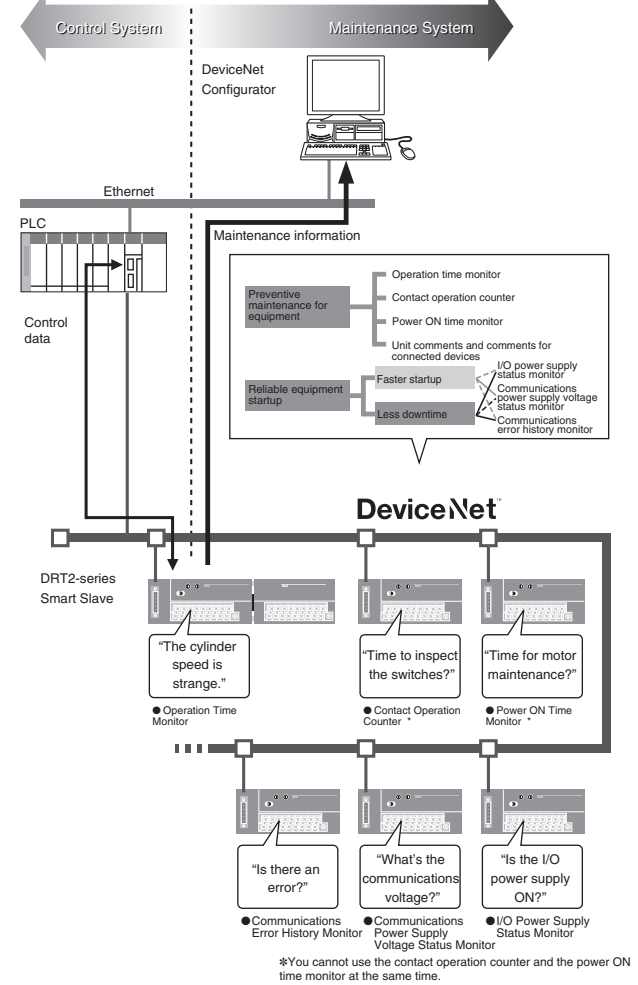 Control System
Maintenance System
DeviceNet
Configurator
Ethernet
PLC
Maintenance information
Control
data
Preventive
maintenance for
equipment
Operation time monitor
Contact operation counter
Power ON time monitor
Unit comments and comments for
connected devices
Reliable equipment
startup
Faster startup
Less downtime
I/O power supply
status monitor
Communications
power supply voltage
status monitor
Communications
error history monitor
DeviceNet™
DRT2-series
Smart Slave
“The cylinder
speed is
strange.”
“Time to inspect
the switches?”
“Time for motor
maintenance?”
●Operation Time
Monitor
●Contact Operation
Counter *
●Power ON Time
Monitor *
“Is there an
error?”
“What's the
communications
voltage?”
“Is the I/O
power supply
ON?”
●Communications
Error History Monitor
●Communications
Power Supply
Voltage Status Monitor
●I/O Power Supply
Status Monitor
✽You cannot use the contact operation counter and the power ON
time monitor at the same time.